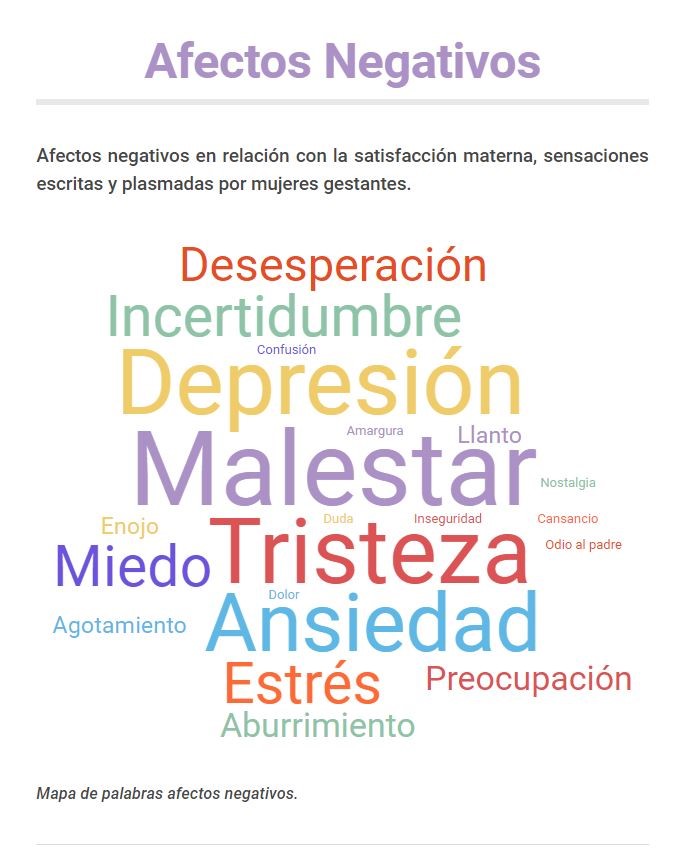 Afectos Negativos
Afectos negativos en relación con la satisfacción materna, sensaciones
escritas y plasmadas por mujeres gestantes.
Desesperación
Incertidumbre
Confusión
Depresión
Amargura
Llanto
Malestar
Nostalgia
Enojo
Duda
Inseguridad
Cansancio
Miedo
Tristeza
Odio al padre
Dolor
Agotamiento
Ansiedad
Estrés
Preocupación
Aburrimiento
Mapa de palabras afectos negativos.